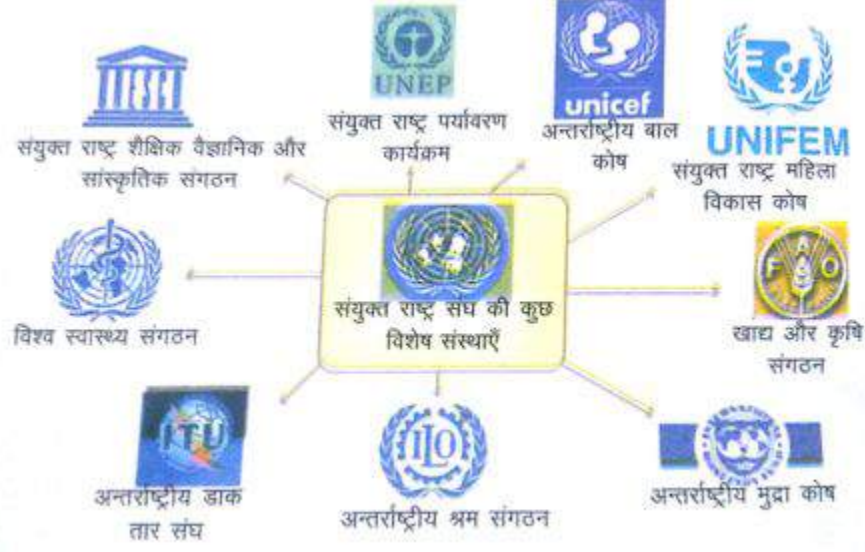 संयुक्त राष्ट्र शैक्षिक वैज्ञानिक और
सांस्कृतिक संगठन
UNEP
संयुक्त राष्ट्र पर्यावरण
कार्यक्रम
unicef
अन्तर्राष्ट्रीय बाल
कोष
UNIFEM
संयुक्त राष्ट्र महिला
विकास कोष
विश्व स्वास्थ्य संगठन
संयुक्त राष्ट्र संघ की कुछ
विशेष संस्थाएँ
FAO
खाद्य और कृषि
संगठन
ITU
अन्तर्राष्ट्रीय डाक
तार संघ
ILO
अन्तर्राष्ट्रीय श्रम संगठन
अन्तर्राष्ट्रीय मुद्रा कोष